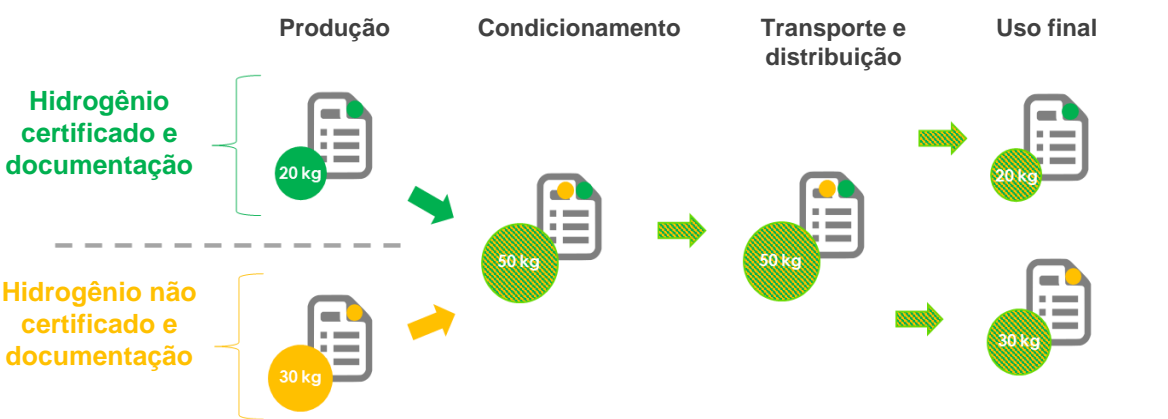 Produção
Condicionamento
Transporte e
distribuição
Uso final
Hidrogênio
certificado e
documentação
20 kg
50 kg
50 kg
20 kg
Hidrogênio não
certificado e
documentação
30 kg
30 kg